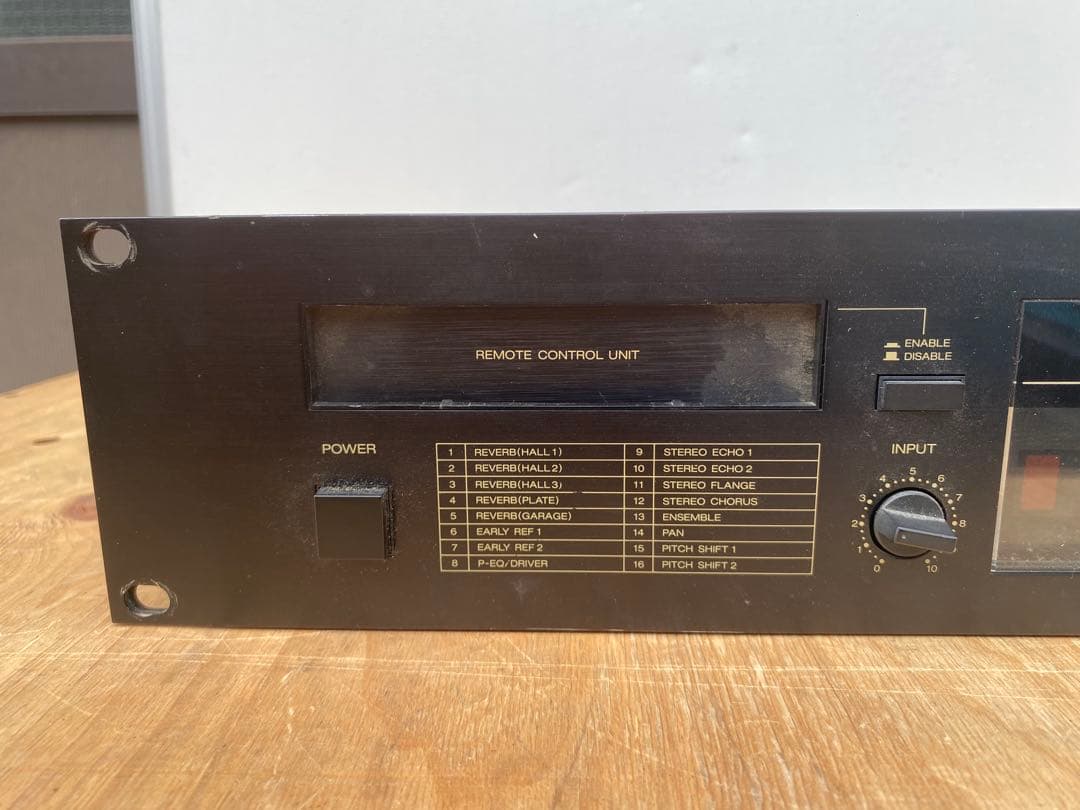 REMOTE CONTROL UNIT
ENABLE
DISABLE
POWER
1 REVERB(HALL 1) 9 STEREO ECHO 1
2 REVERB(HALL 2) 10 STEREO ECHO 2
3 REVERB(HALL 3) 11 STEREO FLANGE
4 REVERB(PLATE) 12 STEREO CHORUS
5 REVERB(GARAGE) 13 ENSEMBLE
6 EARLY REF 1 14 PAN
7 EARLY REF 2 15 PITCH SHIFT 1
8 P-EQ/DRIVER 16 PITCH SHIFT 2
INPUT
0 1 2 3 4 5 6 7 8 10